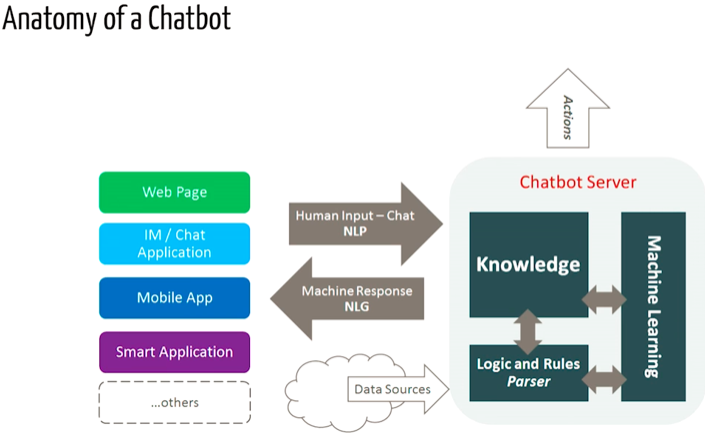 Anatomy of a Chatbot
Web Page
IM / Chat
Application
Mobile App
Smart Application
...others
Human Input – Chat
NLP
Machine Response
NLG
Data Sources
Actions
Chatbot Server
Knowledge
Logic and Rules
Parser
Machine Learning